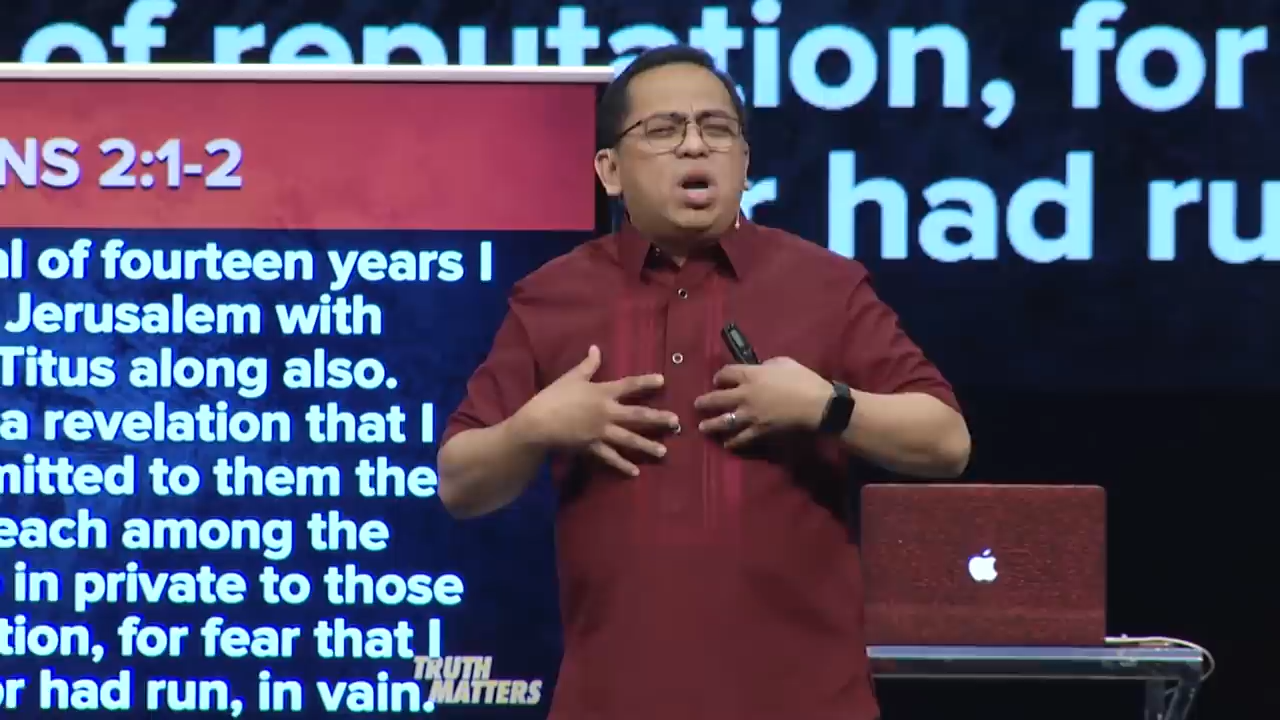 of reputation, for
had ru
NS 2:1-2
al of fourteen years I
Jerusalem with
Titus along also.
a revelation that I
mitted to them the
each among the
in private to those
tion, for fear that I
or had run, in vain.
TRUTH
MATTERS